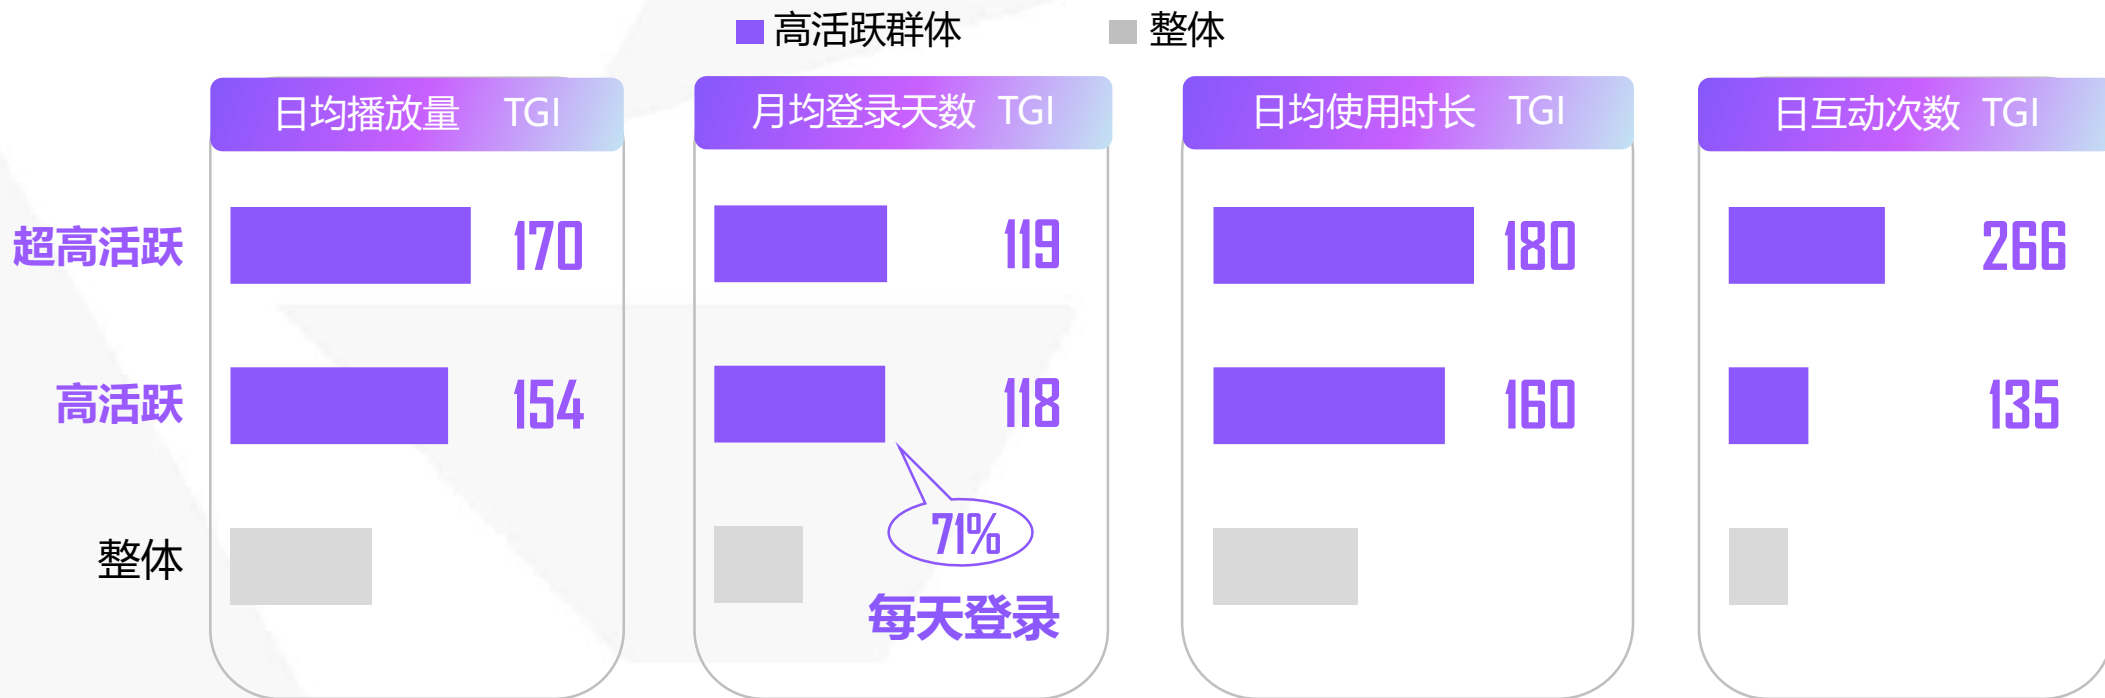 高活跃群体 整体
日均播放量 TGI
月均登录天数 TGI
日均使用时长 TGI
日互动次数 TGI
超高活跃 170 119 180 266
高活跃 154 118 160 135
71%
整体
每天登录